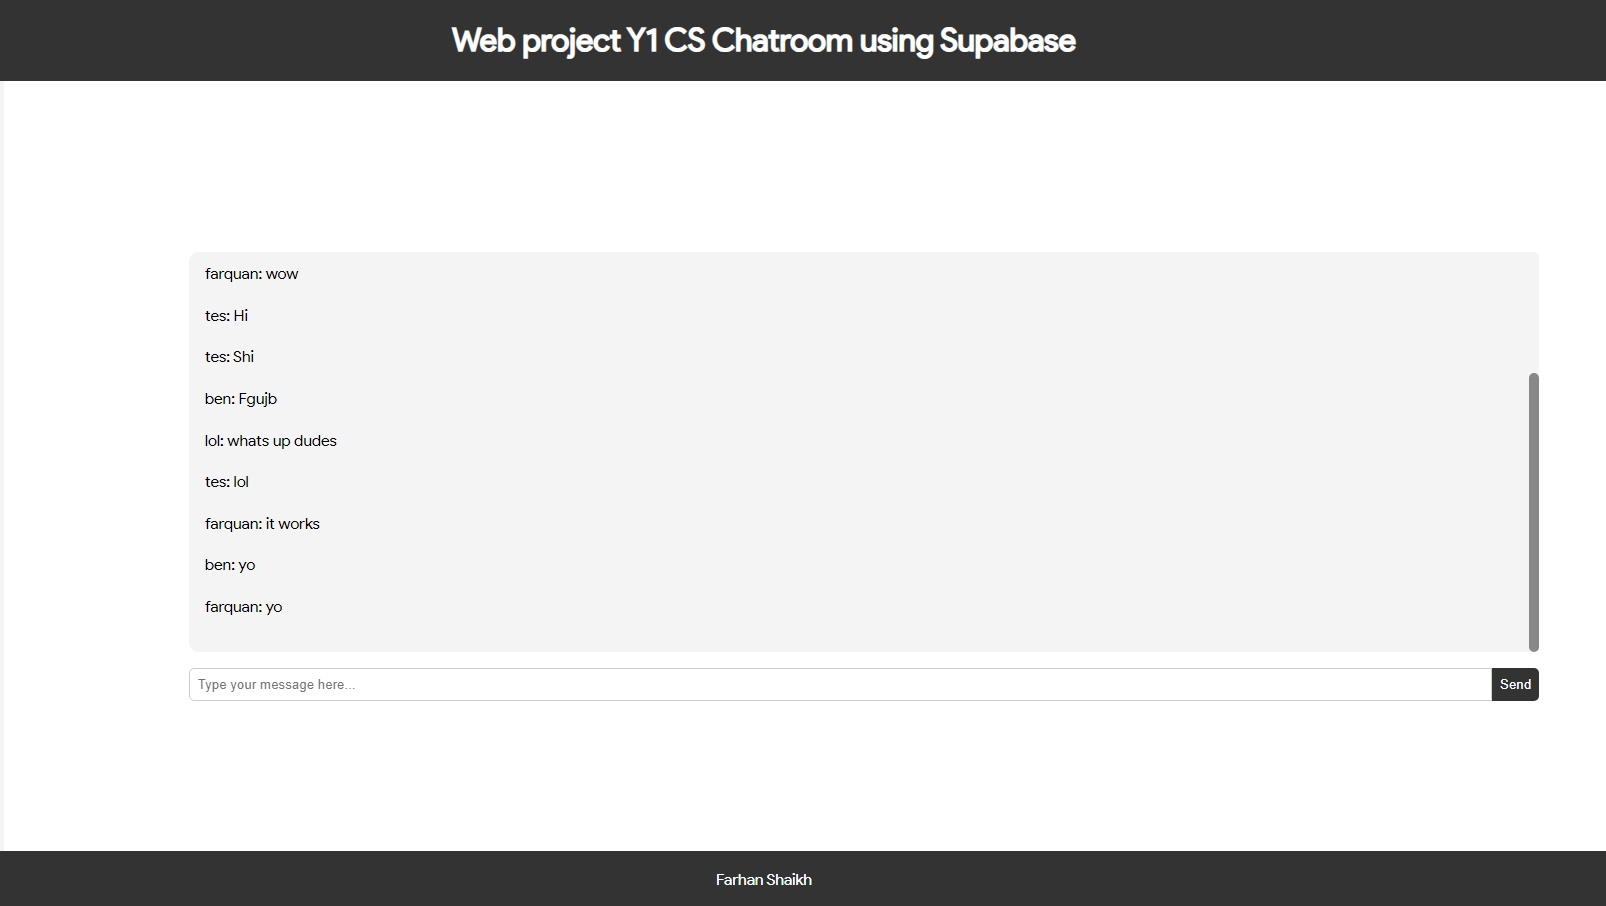 Web project Y1 CS Chatroom using Supabase
farquan: wow
tes: Hi
tes: Shi
ben: Fgujb
lol: whats up dudes
tes: lol
farquan: it works
ben: yo
farquan: yo
Type your message here... Send
Farhan Shaikh